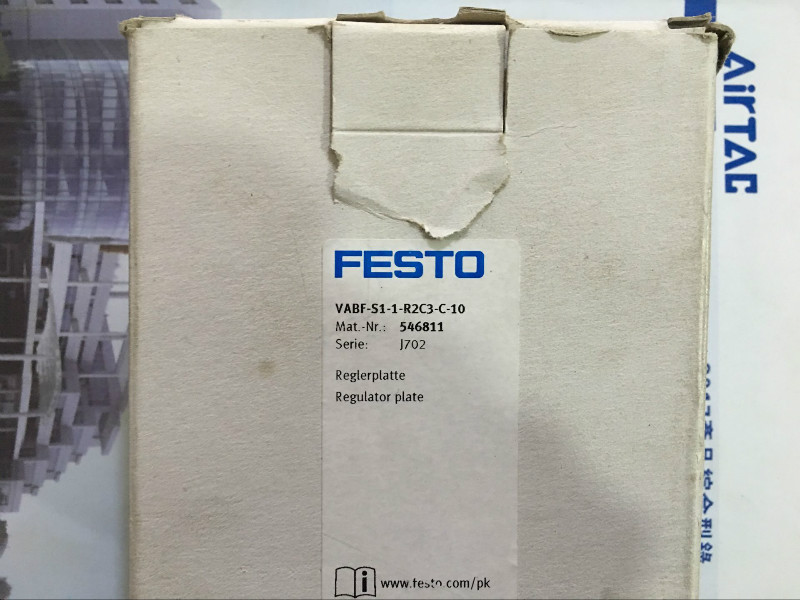 FESTO
VABF-S1-1-R2C3-C-10
Mat.-Nr.: 546811
Serie: J702
Reglerplatte
Regulator plate
www.festo.com/pk
AirTAC